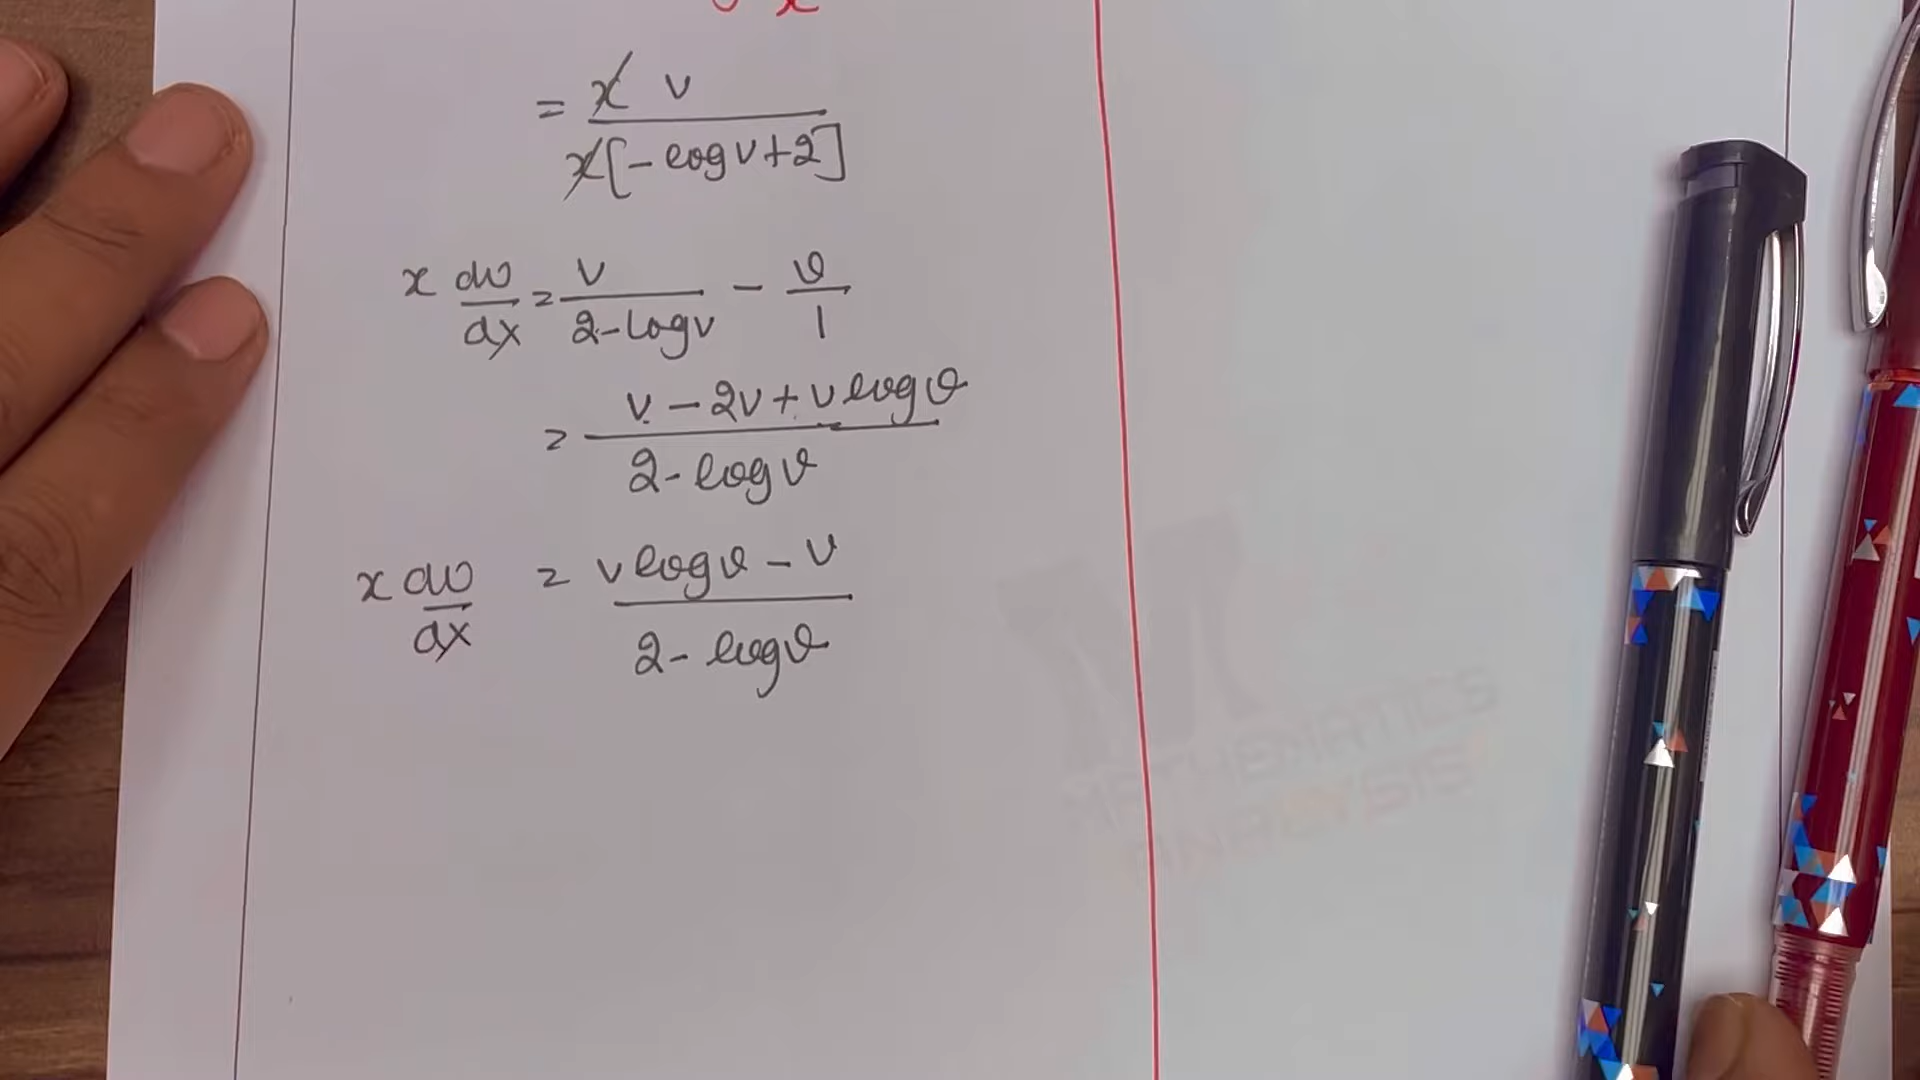 x
= x v
x[- log v + 2]
x dv/dx = v/(2 - log v) - v/1
= (v - 2v + v log v)/(2 - log v)
x dv/dx = (v log v - v)/(2 - log v)